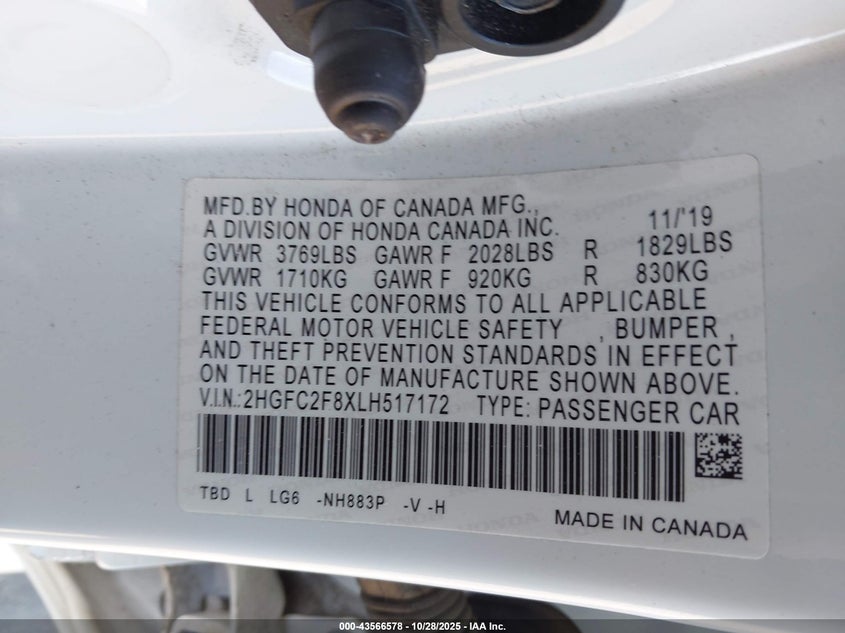 MFD.BY HONDA OF CANADA MFG.,
A DIVISION OF HONDA CANADA INC. 11/'19
GVWR 3769LBS GAWR F 2028LBS R 1829LBS
GVWR 1710KG GAWR F 920KG R 830KG
THIS VEHICLE CONFORMS TO ALL APPLICABLE
FEDERAL MOTOR VEHICLE SAFETY , BUMPER ,
AND THEFT PREVENTION STANDARDS IN EFFECT
ON THE DATE OF MANUFACTURE SHOWN ABOVE.
V.I.N.:2HGFC2F8XLH517172 TYPE: PASSENGER CAR
TBD L LG6 -NH883P -V -H
MADE IN CANADA
000-43566578 - 10/28/2025 - IAA Inc.